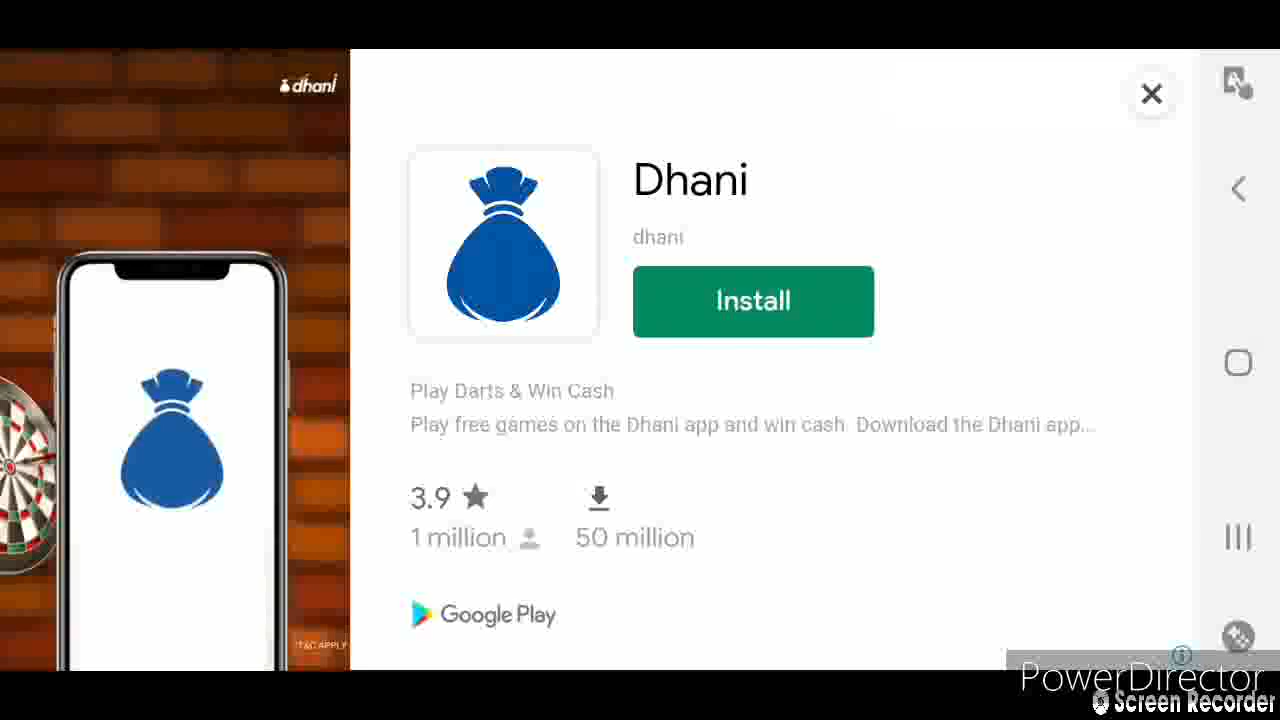 dhani
Dhani
dhani
Install
Play Darts & Win Cash
Play free games on the Dhani app and win cash. Download the Dhani app...
3.9
1 million
50 million
Google Play
*T&C APPLY
PowerDirector
Screen Recorder